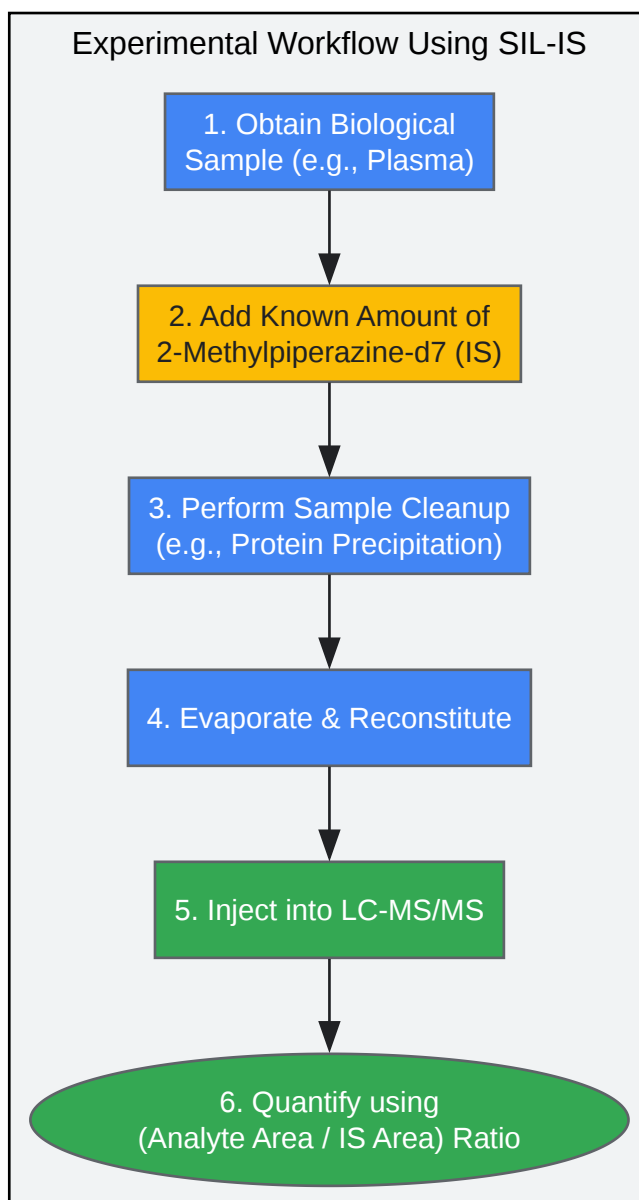 Experimental Workflow Using SIL-IS
1. Obtain Biological
Sample (e.g., Plasma)
2. Add Known Amount of
2-Methylpiperazine-d7 (IS)
3. Perform Sample Cleanup
(e.g., Protein Precipitation)
4. Evaporate & Reconstitute
5. Inject into LC-MS/MS
6. Quantify using
(Analyte Area / IS Area) Ratio